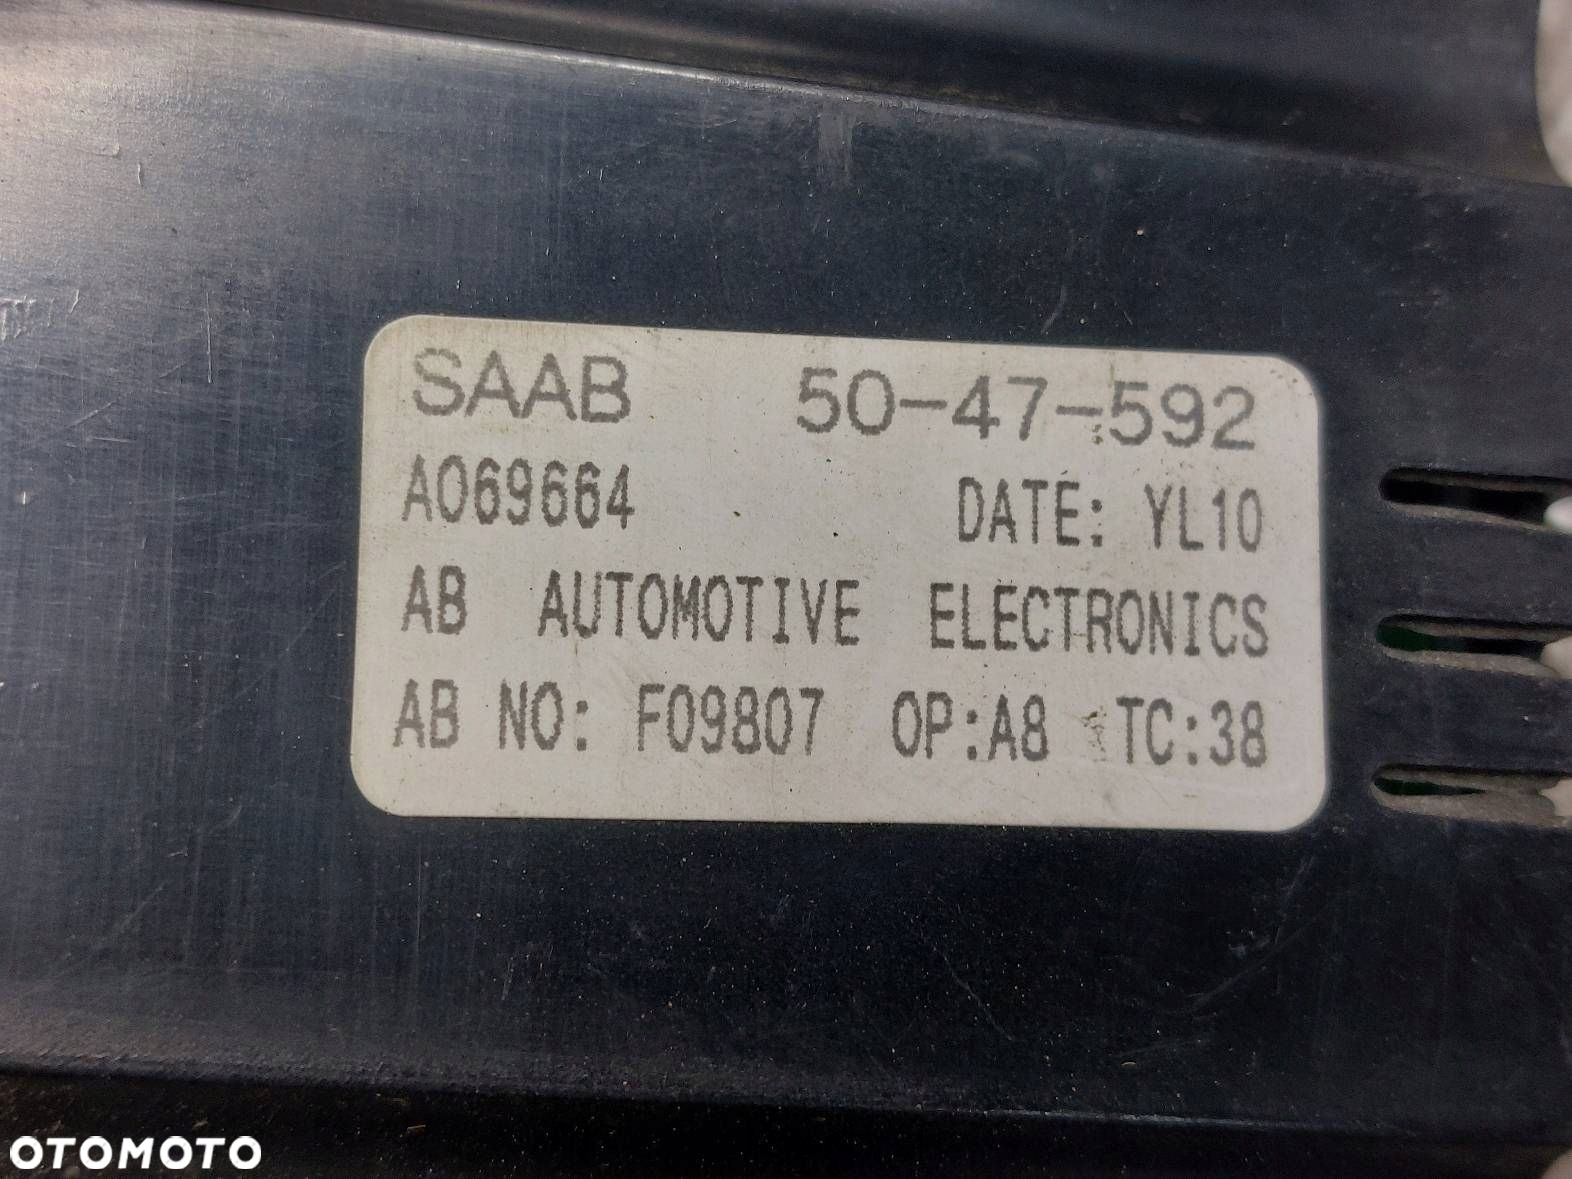 SAAB 50-47-592
A069664 DATE: YL10
AB AUTOMOTIVE ELECTRONICS
AB NO: F09807 OP:A8 TC:38
OTOMOTO